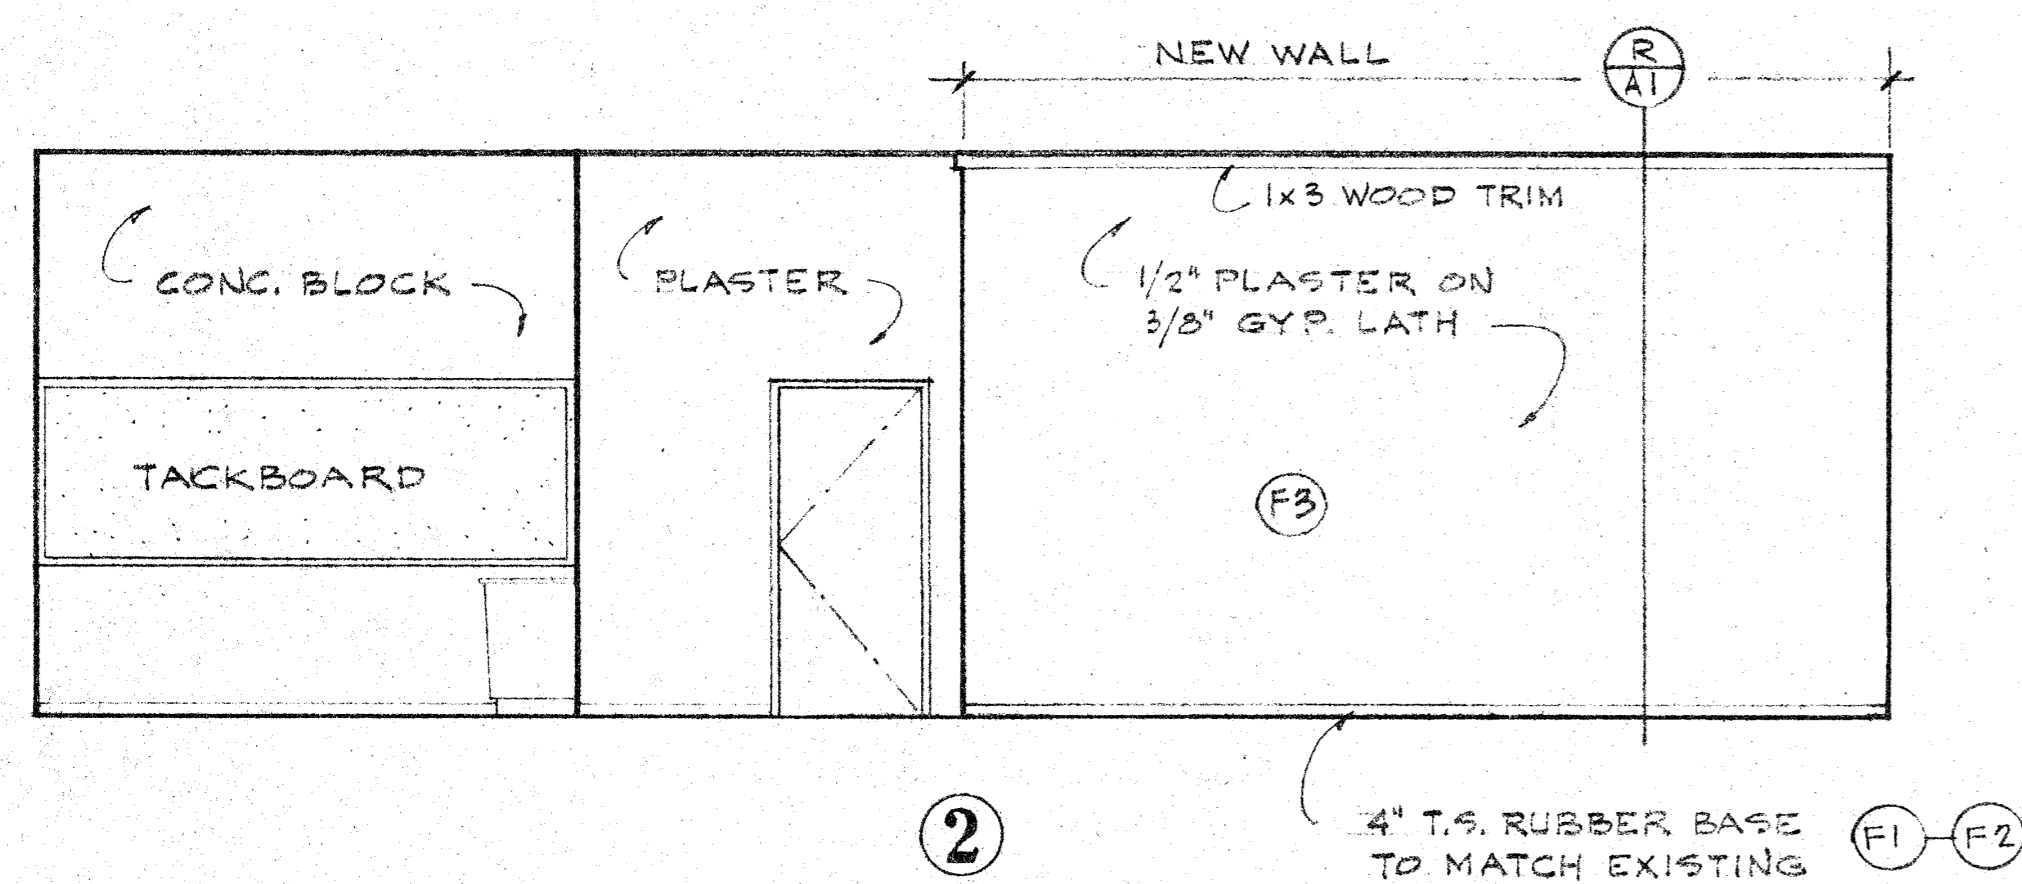 NEW WALL
R
A1
1x3 WOOD TRIM
CONC. BLOCK
PLASTER
1/2" PLASTER ON
3/8" GYP. LATH
TACKBOARD
F3
2
4" T.S. RUBBER BASE
TO MATCH EXISTING
F1
F2